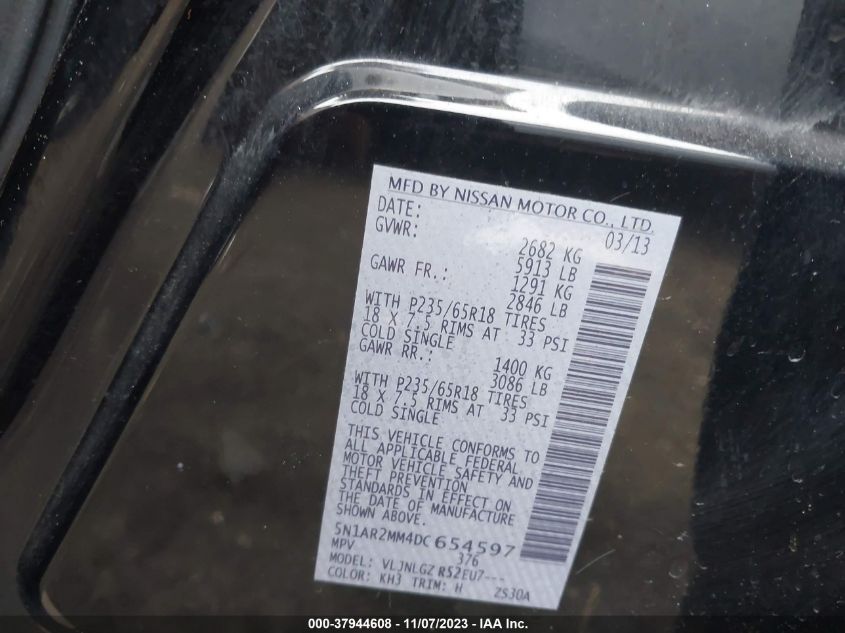 MFD BY NISSAN MOTOR CO., LTD.
DATE: 03/13
GVWR: 2682 KG
5913 LB
GAWR FR.: 1291 KG
2846 LB
WITH P235/65R18 TIRES
18 X 7.5 RIMS AT 33 PSI
COLD SINGLE
GAWR RR.: 1400 KG
3086 LB
WITH P235/65R18 TIRES
18 X 7.5 RIMS AT 33 PSI
COLD SINGLE
THIS VEHICLE CONFORMS TO
ALL APPLICABLE FEDERAL
MOTOR VEHICLE SAFETY AND
THEFT PREVENTION
STANDARDS IN EFFECT ON
THE DATE OF MANUFACTURE
SHOWN ABOVE.
5N1AR2MM4DC654597
MPV 376
MODEL: VLJNLGZ R52EU7---
COLOR: KH3 TRIM: H ZS30A
000-37944608 - 11/07/2023 - IAA Inc.